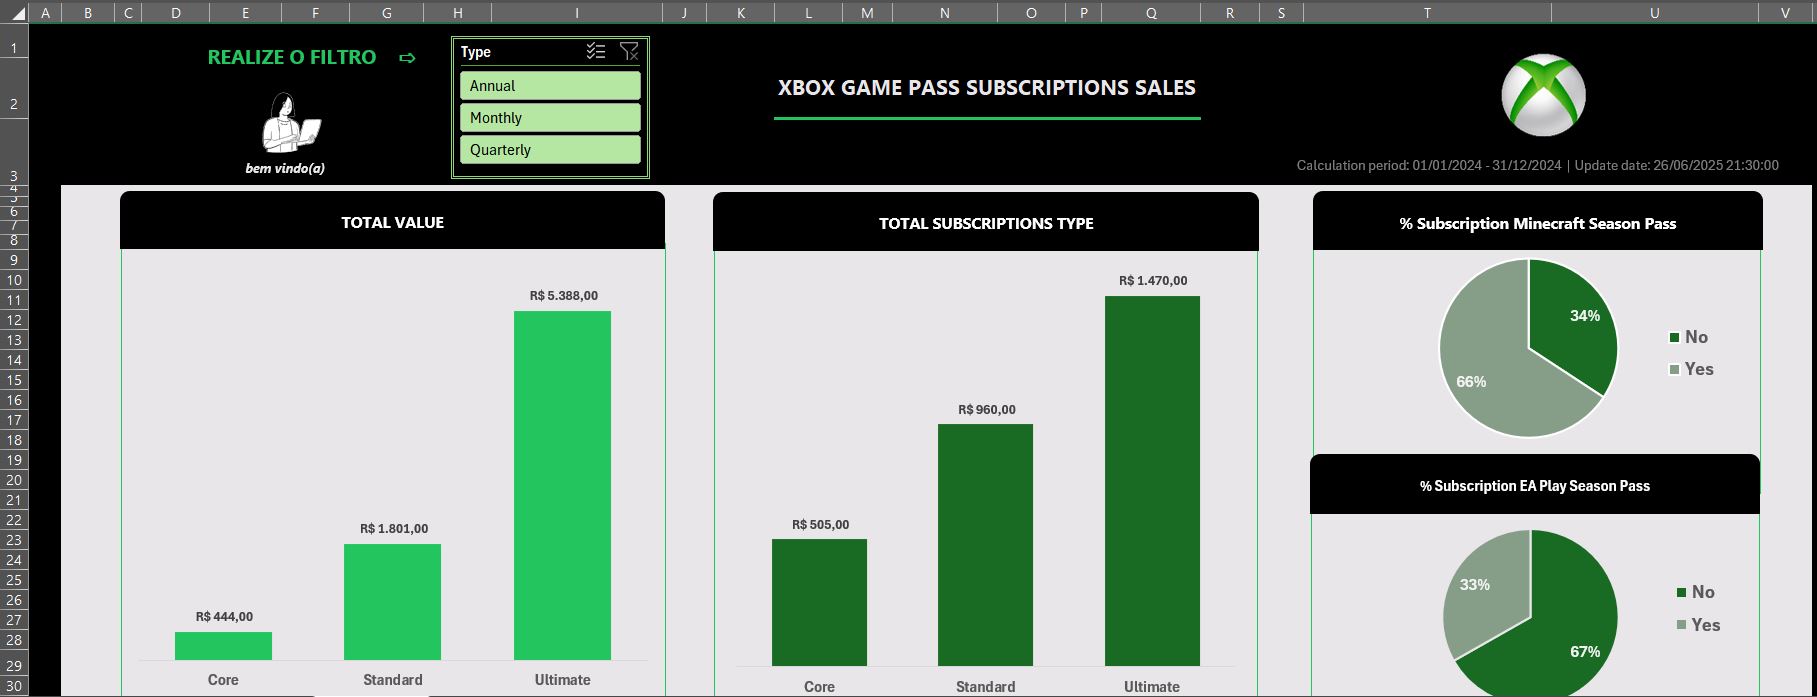 A B C D E F G H I J K L M N O P Q R S T U V
1
2
3
4
5
6
7
8
9
10
11
12
13
14
15
16
17
18
19
20
21
22
23
24
25
26
27
28
29
30
REALIZE O FILTRO ⇨
bem vindo(a)
Type
Annual
Monthly
Quarterly
XBOX GAME PASS SUBSCRIPTIONS SALES
Calculation period: 01/01/2024 - 31/12/2024 | Update date: 26/06/2025 21:30:00
TOTAL VALUE
R$ 5.388,00
R$ 1.801,00
R$ 444,00
Core Standard Ultimate
TOTAL SUBSCRIPTIONS TYPE
R$ 1.470,00
R$ 960,00
R$ 505,00
Core Standard Ultimate
% Subscription Minecraft Season Pass
34%
66%
No
Yes
% Subscription EA Play Season Pass
33%
67%
No
Yes